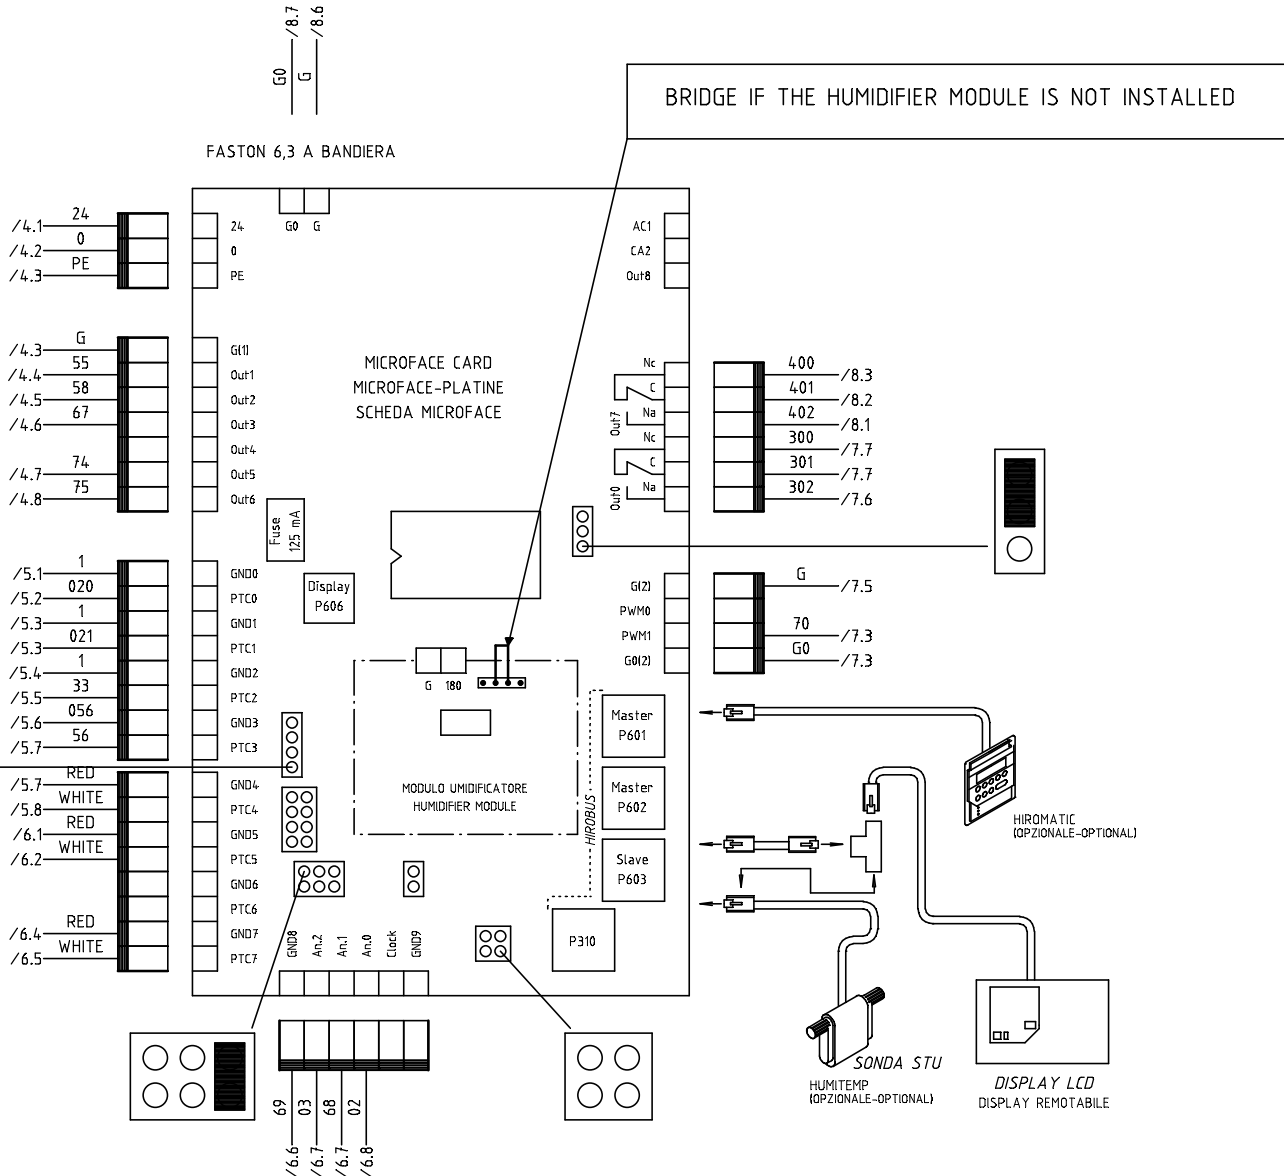 G0 /8.7
G /8.6
BRIDGE IF THE HUMIDIFIER MODULE IS NOT INSTALLED
FASTON 6,3 A BANDIERA
/4.1 24
/4.2 0
/4.3 PE
24
0
PE
G0 G
AC1
CA2
Out8
/4.3 G
/4.4 55
/4.5 58
/4.6 67
/4.7 74
/4.8 75
G(1)
Out1
Out2
Out3
Out4
Out5
Out6
MICROFACE CARD
MICROFACE-PLATINE
SCHEDA MICROFACE
Nc
C
Na
Out7
Nc
C
Na
Out0
400 /8.3
401 /8.2
402 /8.1
300 /7.7
301 /7.7
302 /7.6
Fuse
125 mA
Display
P606
/5.1 1
/5.2 020
/5.3 1
/5.3 021
/5.4 1
/5.5 33
/5.6 056
/5.7 56
GND0
PTC0
GND1
PTC1
GND2
PTC2
GND3
PTC3
G(2)
PWM0
PWM1
G0(2)
G /7.5
70 /7.3
G0 /7.3
G 180
MODULO UMIDIFICATORE
HUMIDIFIER MODULE
HIROBUS
Master
P601
Master
P602
Slave
P603
P310
/5.7 RED
/5.8 WHITE
/6.1 RED
/6.2 WHITE
/6.4 RED
/6.5 WHITE
GND4
PTC4
GND5
PTC5
GND6
PTC6
GND7
PTC7
GND8
An.2
An.1
An.0
Clock
GND9
69 /6.6
03 /6.7
68 /6.7
02 /6.8
HIROMATIC
(OPZIONALE-OPTIONAL)
SONDA STU
HUMITEMP
(OPZIONALE-OPTIONAL)
DISPLAY LCD
DISPLAY REMOTABILE